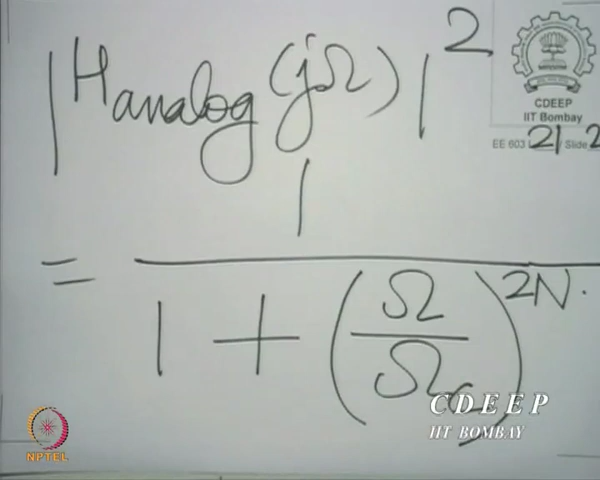 |Hanalog(jΩ)|²
CDEEP
IIT Bombay
EE 603 L 21 / Slide 2
1
= 1 + (Ω/Ωc)^2N.
CDEEP
IIT BOMBAY
NPTEL